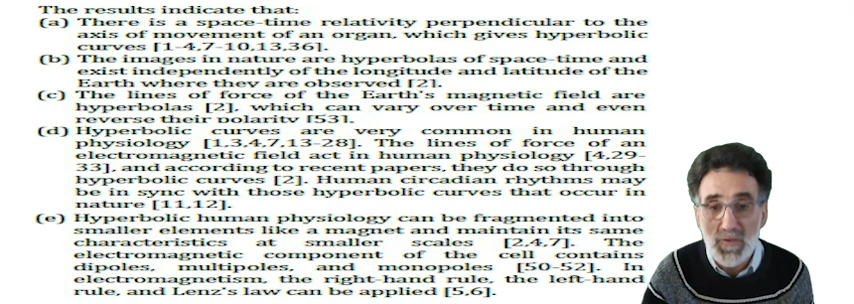 The results indicate that:
(a) There is a space-time relativity perpendicular to the
axis of movement of an organ, which gives hyperbolic
curves [1-4,7-10,13,36].
(b) The images in nature are hyperbolas of space-time and
exist independently of the longitude and latitude of the
Earth where they are observed [2].
(c) The lines of force of the Earth's magnetic field are
hyperbolas [2], which can vary over time and even
reverse their polarity [53].
(d) Hyperbolic curves are very common in human
physiology [1,3,4,7,13-28]. The lines of force of an
electromagnetic field act in human physiology [4,29-
33], and according to recent papers, they do so through
hyperbolic curves [2]. Human circadian rhythms may
be in sync with those hyperbolic curves that occur in
nature [11,12].
(e) Hyperbolic human physiology can be fragmented into
smaller elements like a magnet and maintain its same
characteristics at smaller scales [2,4,7]. The
electromagnetic component of the cell contains
dipoles, multipoles, and monopoles [50-52]. In
electromagnetism, the right-hand rule, the left-hand
rule, and Lenz's law can be applied [5,6].